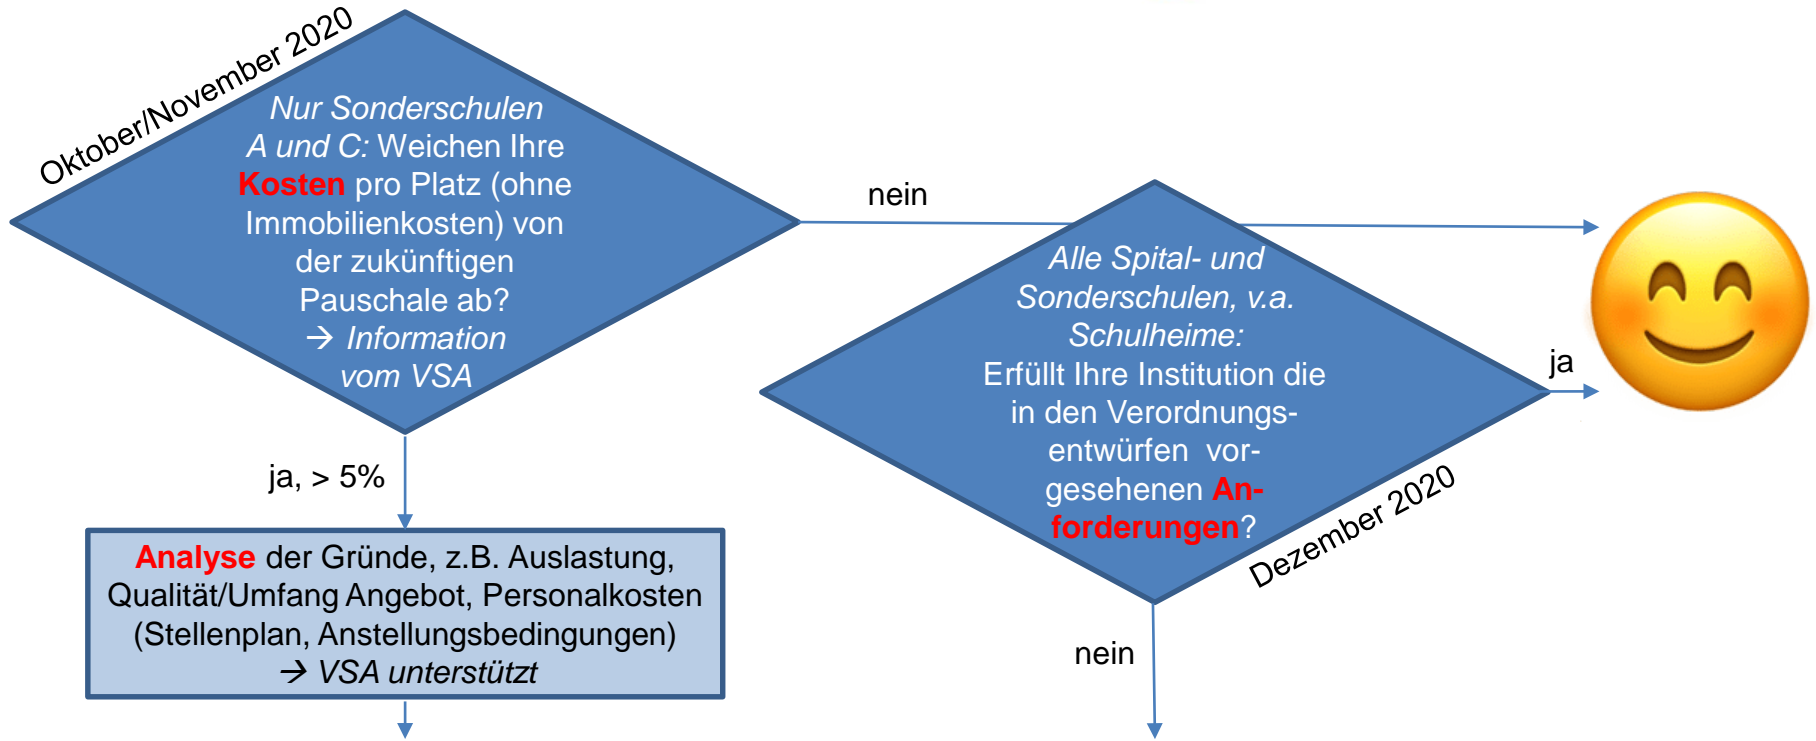 Oktober/November 2020
Nur Sonderschulen
A und C: Weichen Ihre
Kosten pro Platz (ohne
Immobilienkosten) von
der zukünftigen
Pauschale ab?
→ Information
vom VSA
nein
ja, > 5%
Analyse der Gründe, z.B. Auslastung,
Qualität/Umfang Angebot, Personalkosten
(Stellenplan, Anstellungsbedingungen)
→ VSA unterstützt
Alle Spital- und
Sonderschulen, v.a.
Schulheime:
Erfüllt Ihre Institution die
in den Verordnungs-
entwürfen vor-
gesehenen An-
forderungen?
Dezember 2020
ja
nein